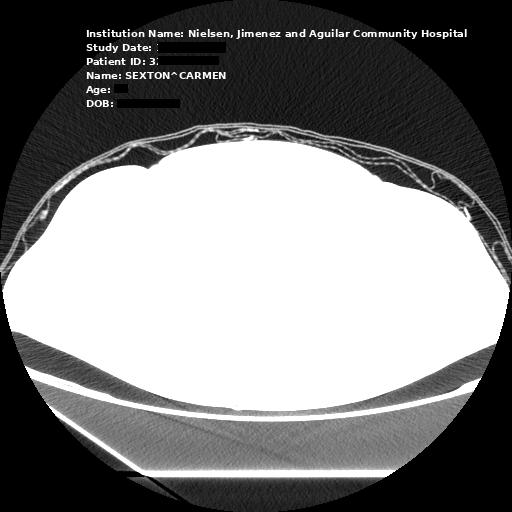 Institution Name: Nielsen, Jimenez and Aguilar Community Hospital
Study Date:
Patient ID: 3
Name: SEXTON^CARMEN
Age:
DOB: